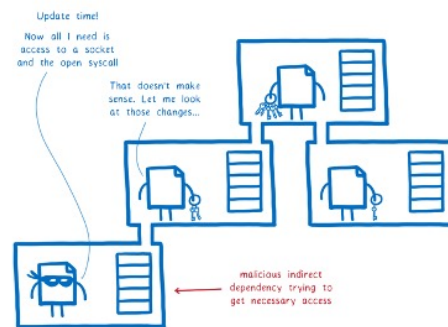 Update time!
Now all I need is
access to a socket
and the open syscall
That doesn't make
sense. Let me look
at those changes...
malicious indirect
dependency trying to
get necessary access